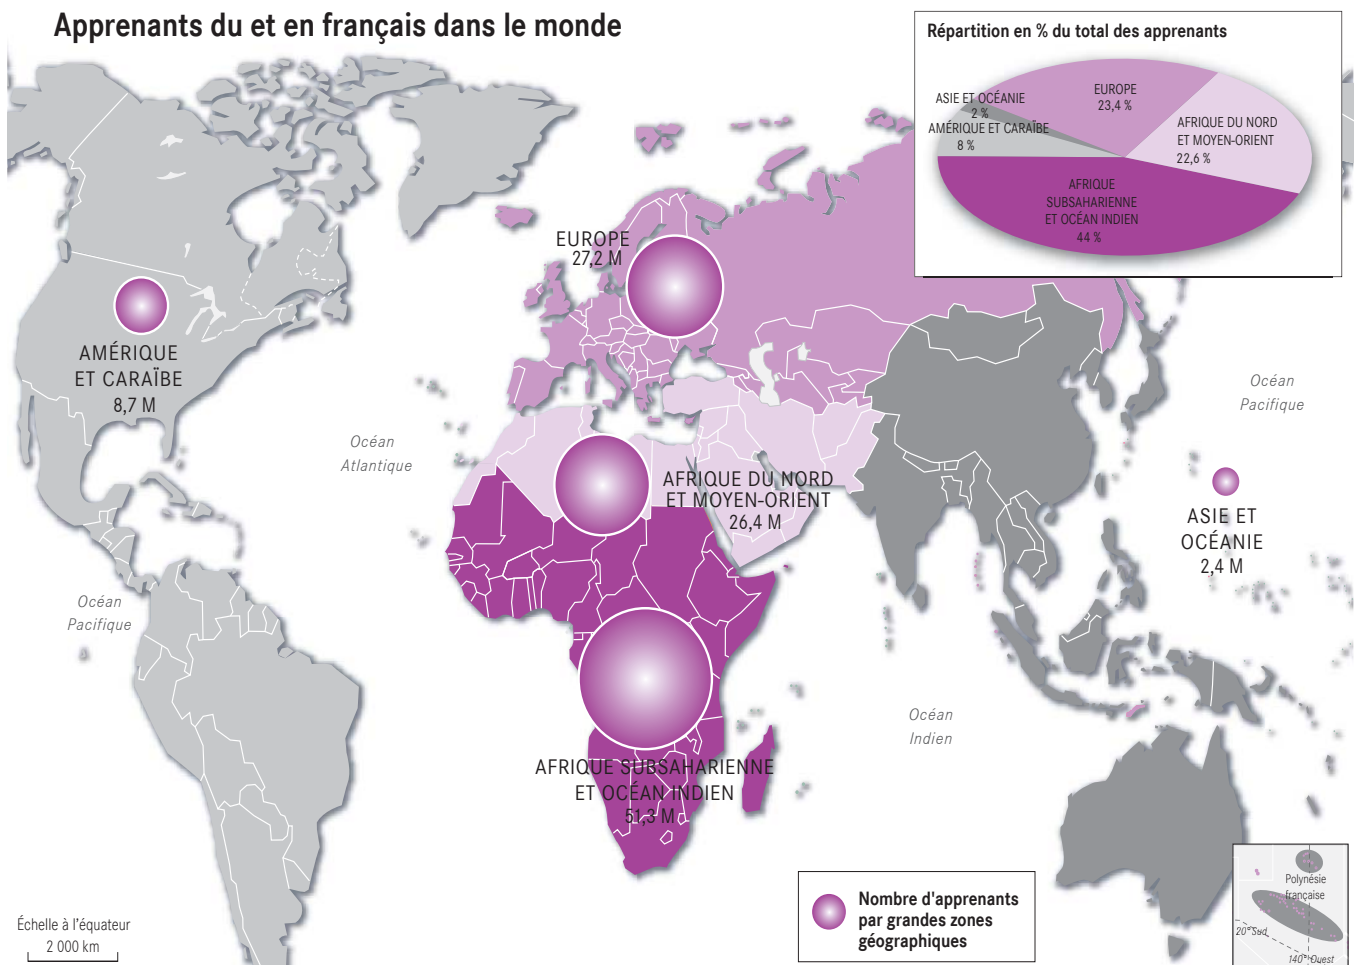 Apprenants du et en français dans le monde
Répartition en % du total des apprenants
EUROPE
23,4 %
ASIE ET OCÉANIE
2 %
AMÉRIQUE ET CARAÏBE
8 %
AFRIQUE DU NORD
ET MOYEN-ORIENT
22,6 %
AFRIQUE
SUBSAHARIENNE
ET OCÉAN INDIEN
44 %
EUROPE
27,2 M
AMÉRIQUE
ET CARAÏBE
8,7 M
Océan
Pacifique
Océan
Atlantique
AFRIQUE DU NORD
ET MOYEN-ORIENT
26,4 M
ASIE ET
OCÉANIE
2,4 M
Océan
Pacifique
Océan
Indien
AFRIQUE SUBSAHARIENNE
ET OCÉAN INDIEN
51,3 M
Nombre d'apprenants
par grandes zones
géographiques
Polynésie
française
20° Sud
140° Ouest
Échelle à l'équateur
2 000 km